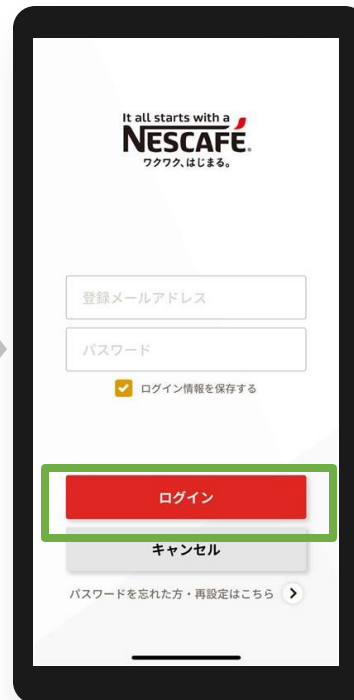 It all starts with a
NESCAFÉ.
ワクワク、はじまる。
登録メールアドレス
パスワード
ログイン情報を保存する
ログイン
キャンセル
パスワードを忘れた方・再設定はこちら